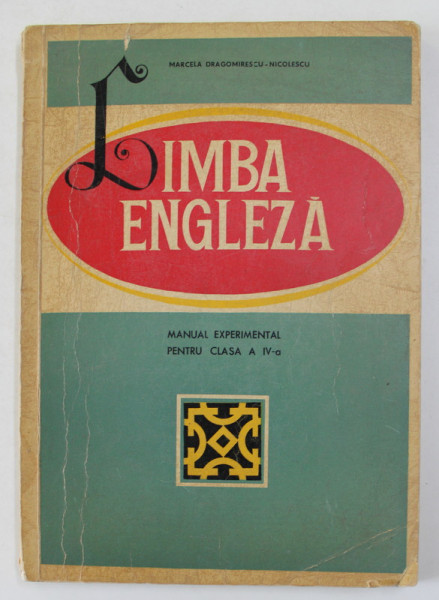 MARCELA DRAGOMIRESCU-NICOLESCU
LIMBA
ENGLEZĂ
MANUAL EXPERIMENTAL
PENTRU CLASA A IV-a